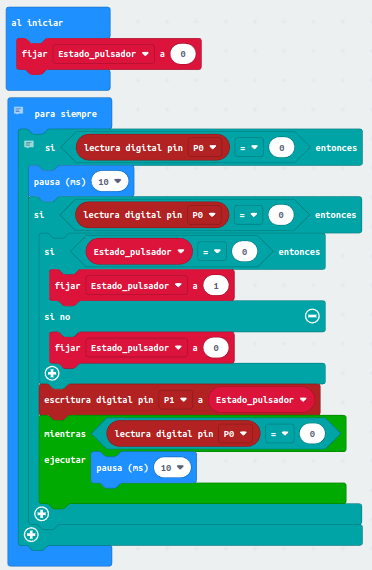 al iniciar
fijar Estado_pulsador a 0
para siempre
si lectura digital pin P0 = 0 entonces
pausa (ms) 10
si lectura digital pin P0 = 0 entonces
si Estado_pulsador = 0 entonces
fijar Estado_pulsador a 1
si no
fijar Estado_pulsador a 0
escritura digital pin P1 a Estado_pulsador
mientras lectura digital pin P0 = 0
ejecutar pausa (ms) 10